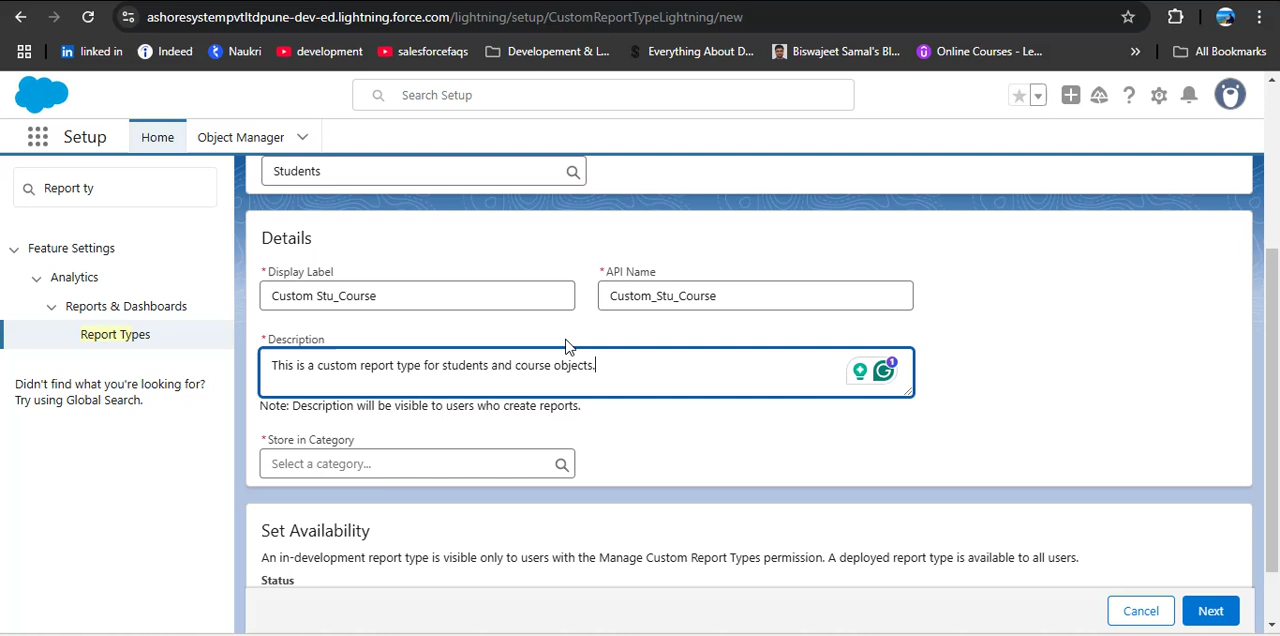 ashoresystempvtltdpune-dev-ed.lightning.force.com/lightning/setup/CustomReportTypeLightning/new
linked in
Indeed
Naukri
development
salesforcefaqs
Developement & L...
Everything About D...
Biswajeet Samal's Bl...
Online Courses - Le...
»
All Bookmarks
Search Setup
Setup
Home
Object Manager
Report ty
Feature Settings
Analytics
Reports & Dashboards
Report Types
Didn't find what you're looking for?
Try using Global Search.
Students
Details
*Display Label
*API Name
Custom Stu_Course
Custom_Stu_Course
*Description
This is a custom report type for students and course objects.
1
Note: Description will be visible to users who create reports.
*Store in Category
Select a category...
Set Availability
An in-development report type is visible only to users with the Manage Custom Report Types permission. A deployed report type is available to all users.
Status
Cancel
Next